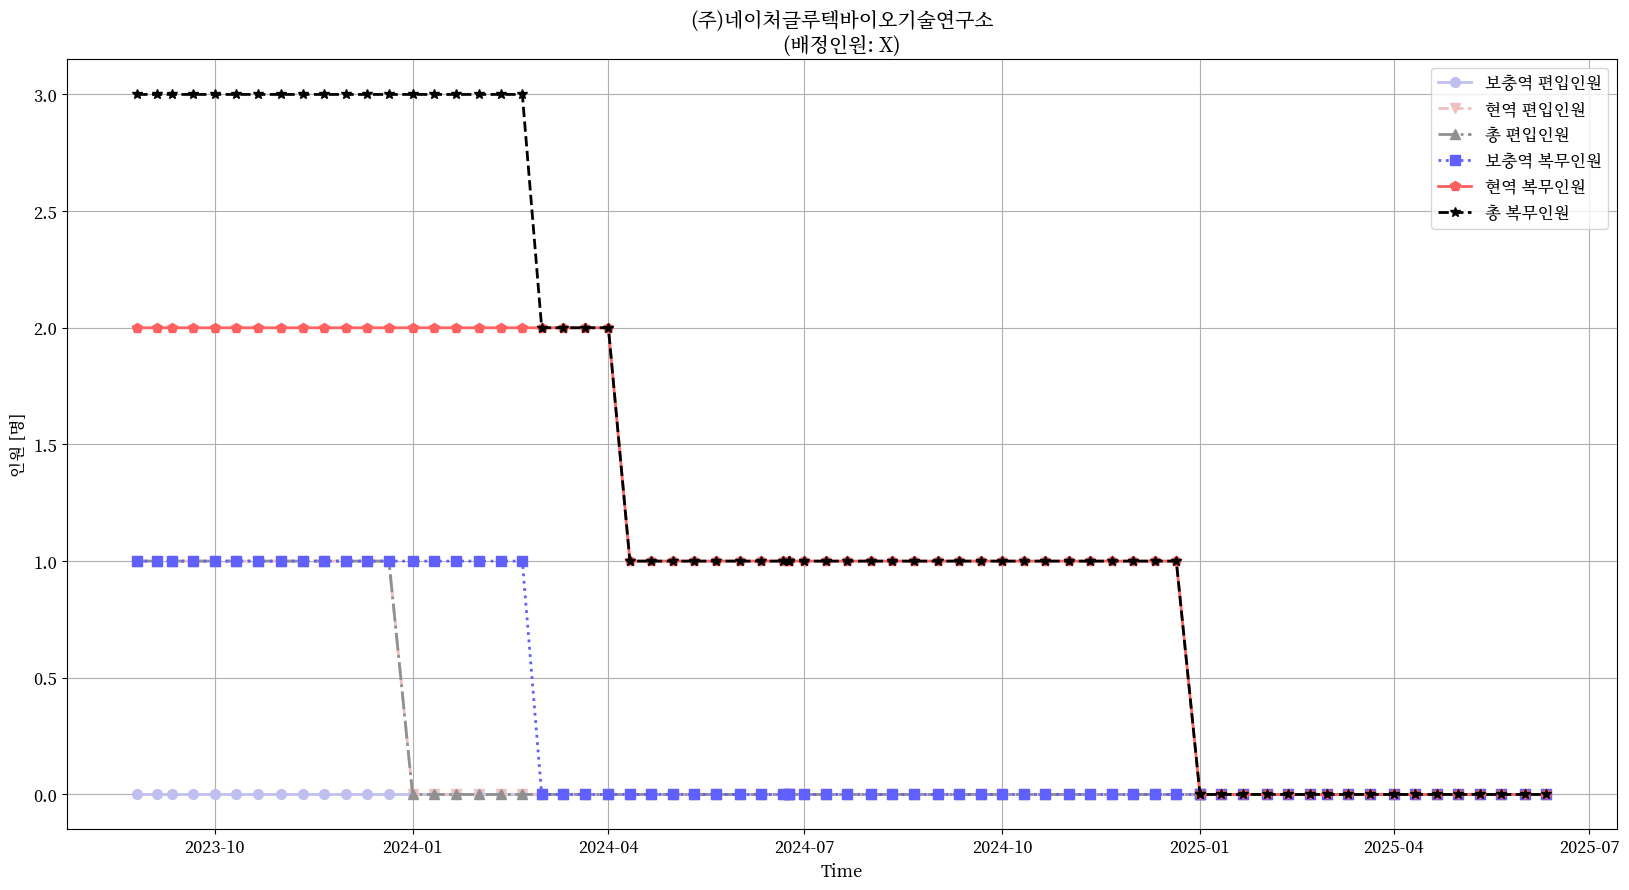 (주)네이처글루텍바이오기술연구소
(배정인원: X)
보충역 편입인원
현역 편입인원
총 편입인원
보충역 복무인원
현역 복무인원
총 복무인원
인원 [명]
3.0
2.5
2.0
1.5
1.0
0.5
0.0
2023-10
2024-01
2024-04
2024-07
2024-10
2025-01
2025-04
2025-07
Time